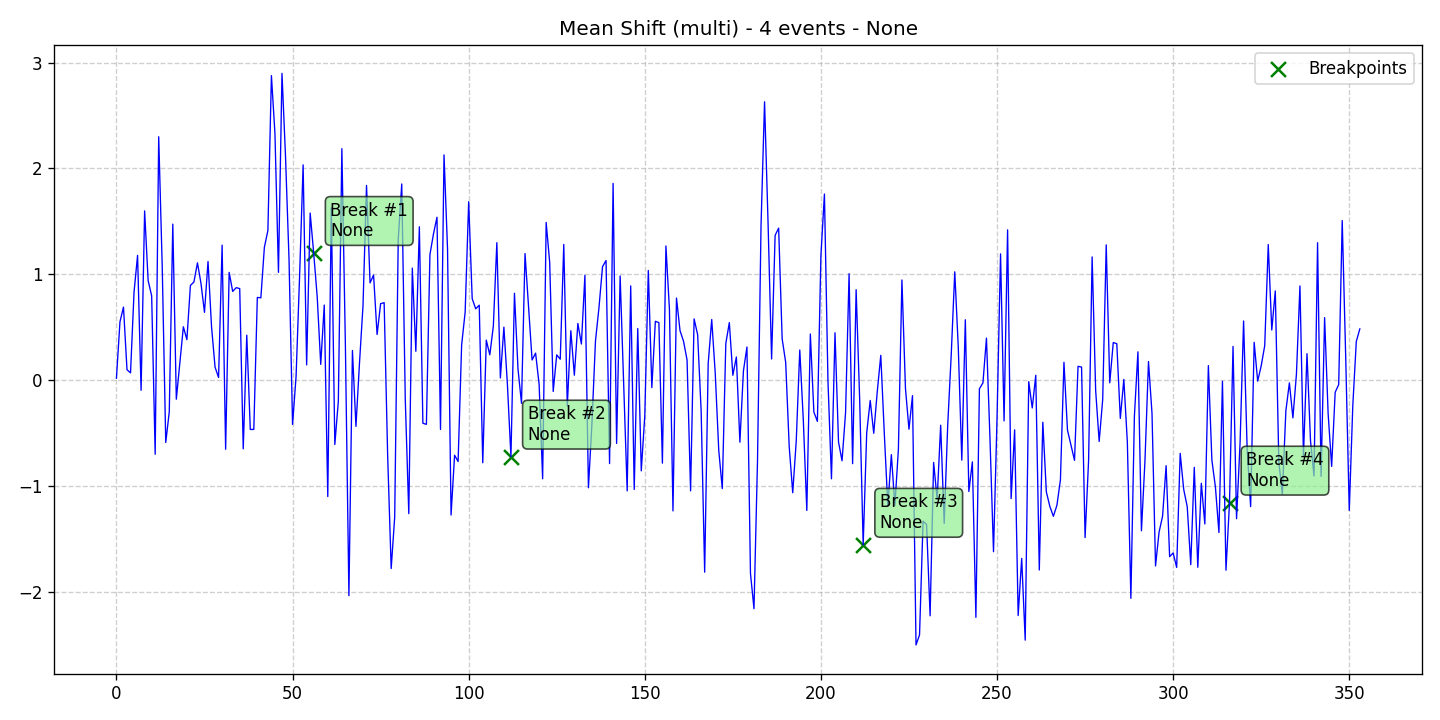 Mean Shift (multi) - 4 events - None
Breakpoints
Break #1
None
Break #2
None
Break #3
None
Break #4
None
3
2
1
0
−1
−2
0
50
100
150
200
250
300
350